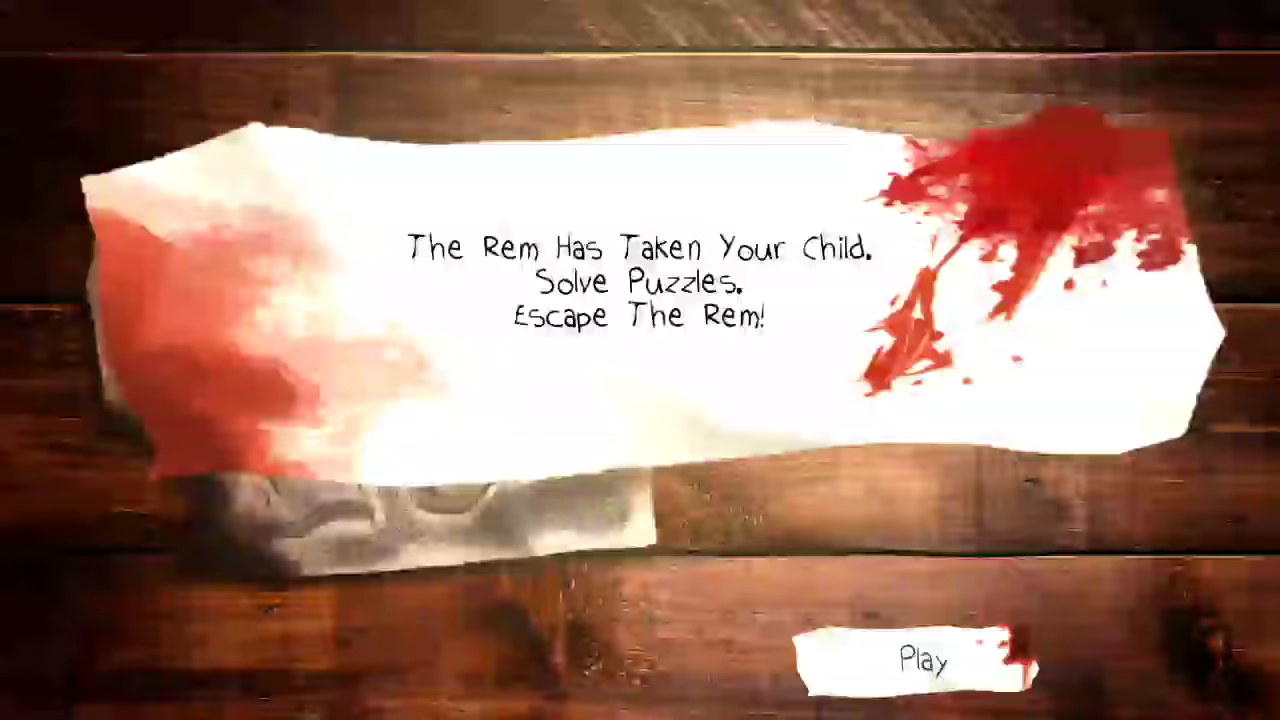 The Rem Has Taken Your Child.
Solve Puzzles.
Escape The Rem!
Play